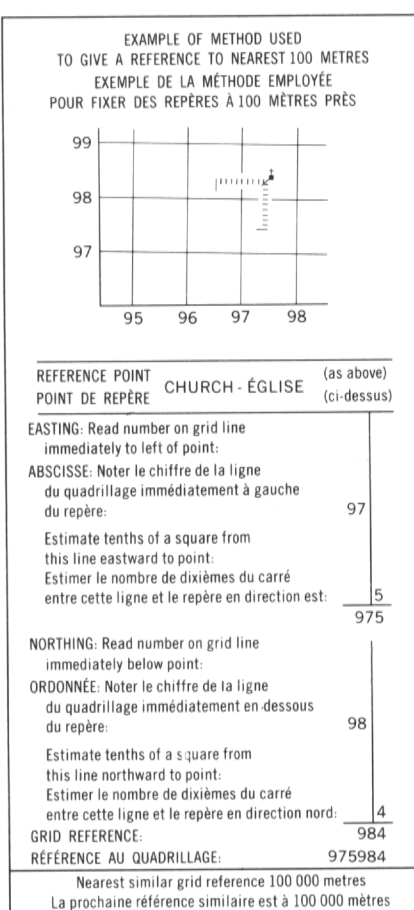 EXAMPLE OF METHOD USED
TO GIVE A REFERENCE TO NEAREST 100 METRES
EXEMPLE DE LA MÉTHODE EMPLOYÉE
POUR FIXER DES REPÈRES À 100 MÈTRES PRÈS
99
98
97
95 96 97 98
REFERENCE POINT
POINT DE REPÈRE
CHURCH - ÉGLISE
(as above)
(ci-dessus)
EASTING: Read number on grid line
immediately to left of point:
ABSCISSE: Noter le chiffre de la ligne
du quadrillage immédiatement à gauche
du repère: 97
Estimate tenths of a square from
this line eastward to point:
Estimer le nombre de dixièmes du carré
entre cette ligne et le repère en direction est: 5
975
NORTHING: Read number on grid line
immediately below point:
ORDONNÉE: Noter le chiffre de la ligne
du quadrillage immédiatement en dessous
du repère: 98
Estimate tenths of a square from
this line northward to point:
Estimer le nombre de dixièmes du carré
entre cette ligne et le repère en direction nord: 4
GRID REFERENCE: 984
RÉFÉRENCE AU QUADRILLAGE: 975984
Nearest similar grid reference 100 000 metres
La prochaine référence similaire est à 100 000 mètres